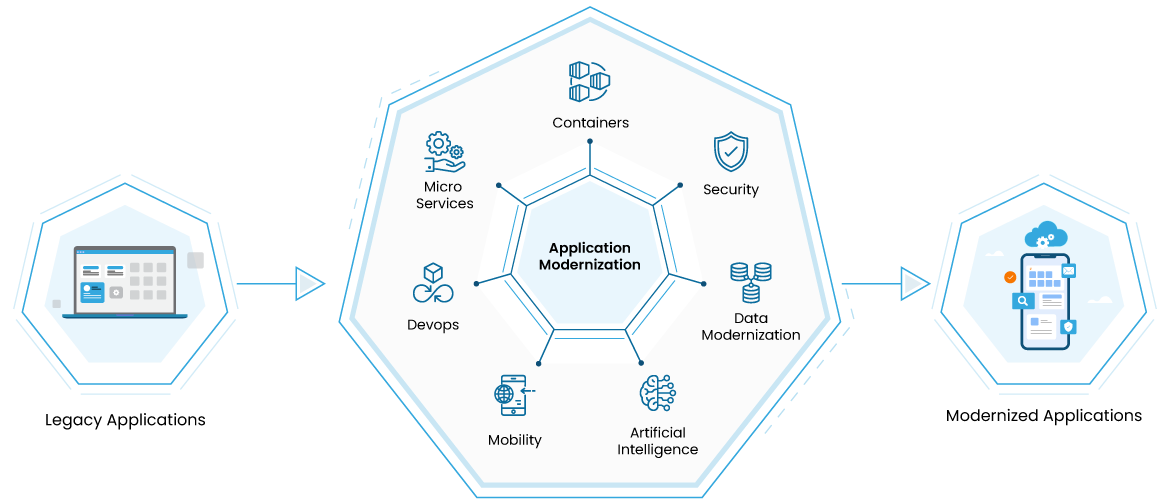 Containers
Micro
Services
Security
Application
Modernization
Devops
Data
Modernization
Mobility
Artificial
Intelligence
Legacy Applications
Modernized Applications